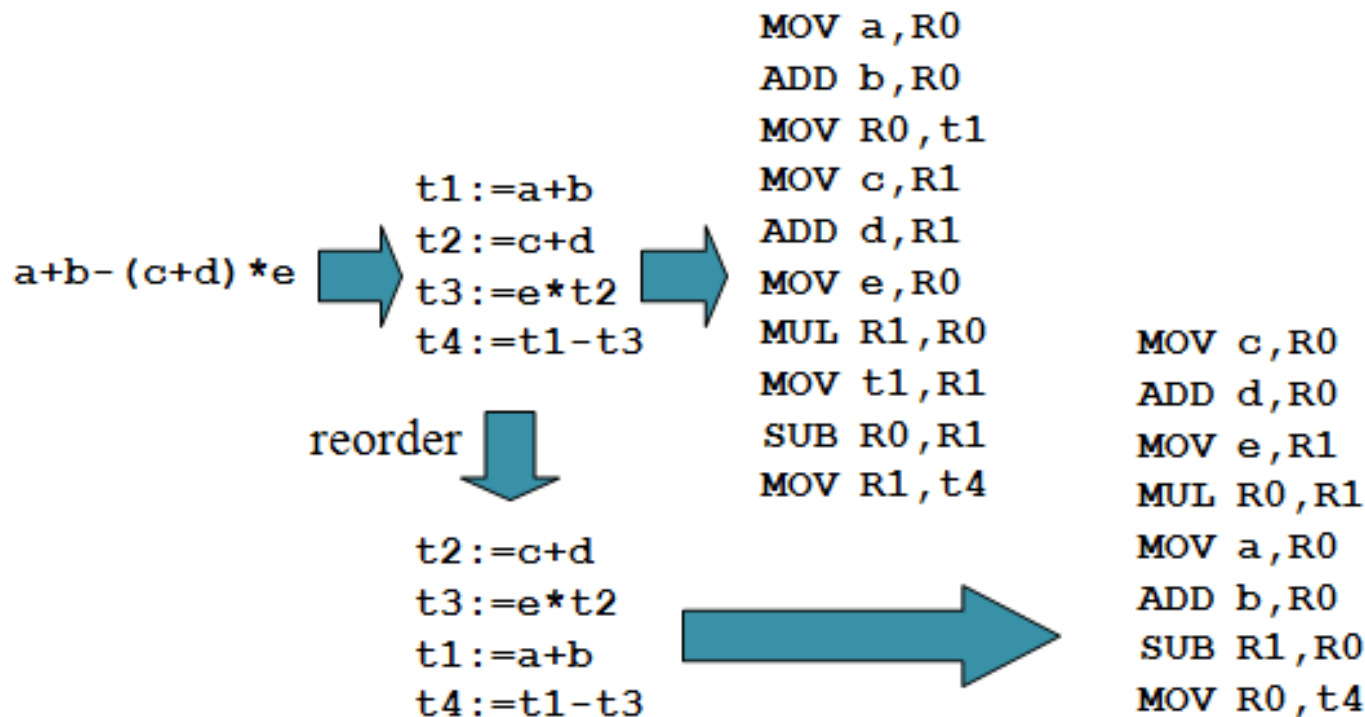 a+b-(c+d)*e
t1:=a+b
t2:=c+d
t3:=e*t2
t4:=t1-t3
MOV a,R0
ADD b,R0
MOV R0,t1
MOV c,R1
ADD d,R1
MOV e,R0
MUL R1,R0
MOV t1,R1
SUB R0,R1
MOV R1,t4
reorder
t2:=c+d
t3:=e*t2
t1:=a+b
t4:=t1-t3
MOV c,R0
ADD d,R0
MOV e,R1
MUL R0,R1
MOV a,R0
ADD b,R0
SUB R1,R0
MOV R0,t4